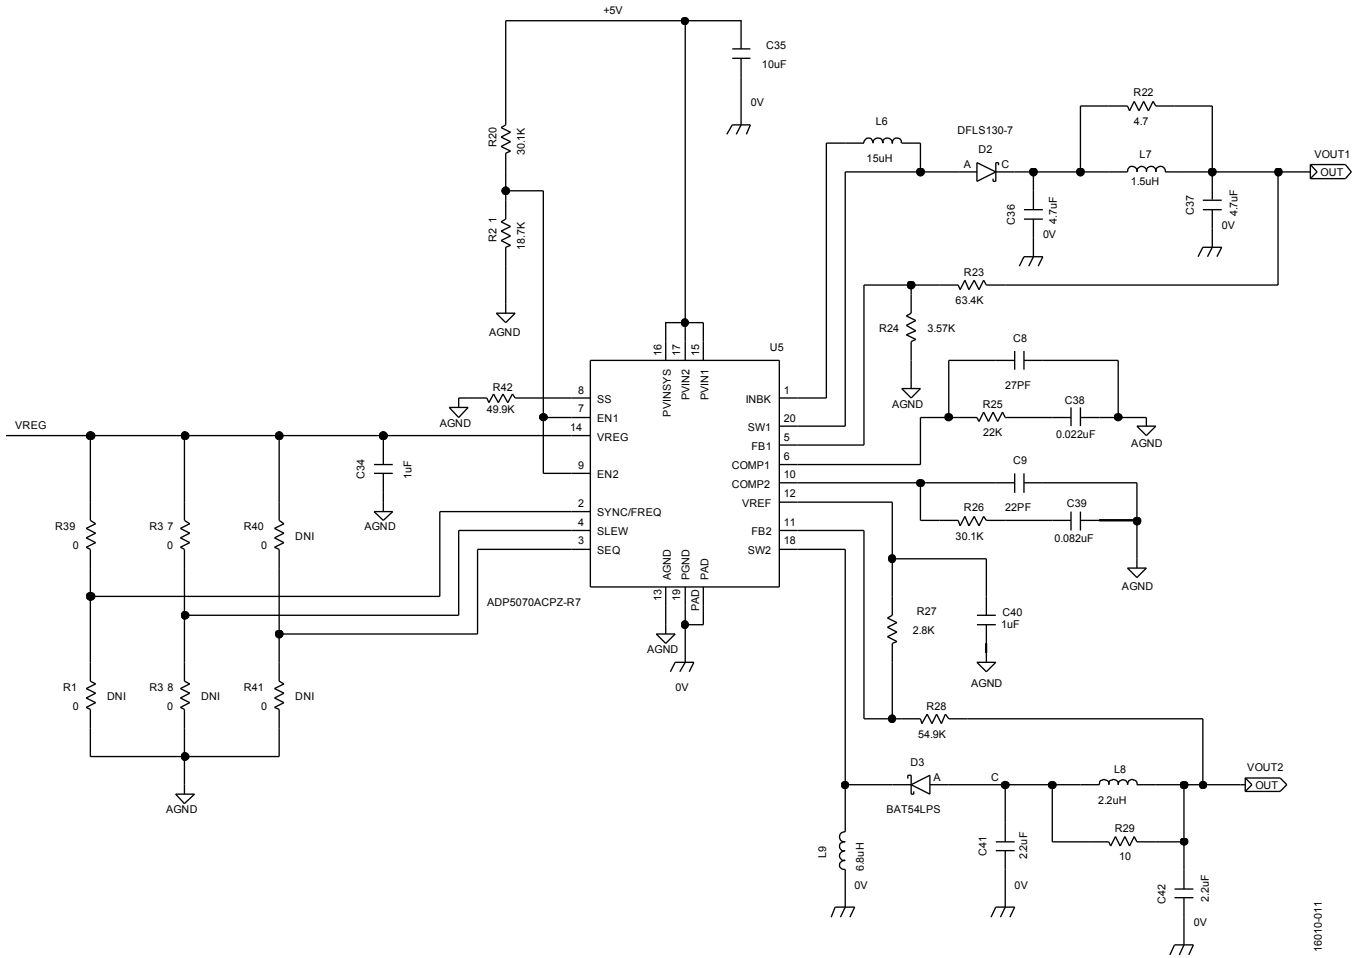 +5V
C35
10uF
0V
R20
30.1K
R2 1
18.7K
AGND
L6
15uH
DFLS130-7
D2
A
C
R22
4.7
L7
1.5uH
VOUT1
OUT
C36
4.7uF
0V
C37
4.7uF
0V
R23
63.4K
R24
3.57K
AGND
U5
16
17
15
PVINSYS
PVIN2
PVIN1
R42
49.9K
AGND
8
SS
7
EN1
14
VREG
9
EN2
2
SYNC/FREQ
4
SLEW
3
SEQ
INBK
1
SW1
20
FB1
5
COMP1
6
COMP2
10
VREF
12
FB2
11
SW2
18
AGND
PGND
PAD
13
19
PAD
AGND
0V
ADP5070ACPZ-R7
VREG
C34
1uF
AGND
R39
0
R3 7
0
R40
0
DNI
R1
0
DNI
R3 8
0
DNI
R41
0
DNI
AGND
C8
27PF
R25
22K
C38
0.022uF
AGND
C9
22PF
R26
30.1K
C39
0.082uF
AGND
R27
2.8K
C40
1uF
AGND
R28
54.9K
D3
A
C
BAT54LPS
L8
2.2uH
VOUT2
OUT
R29
10
L9
6.8uH
0V
C41
2.2uF
0V
C42
2.2uF
0V
16010-011